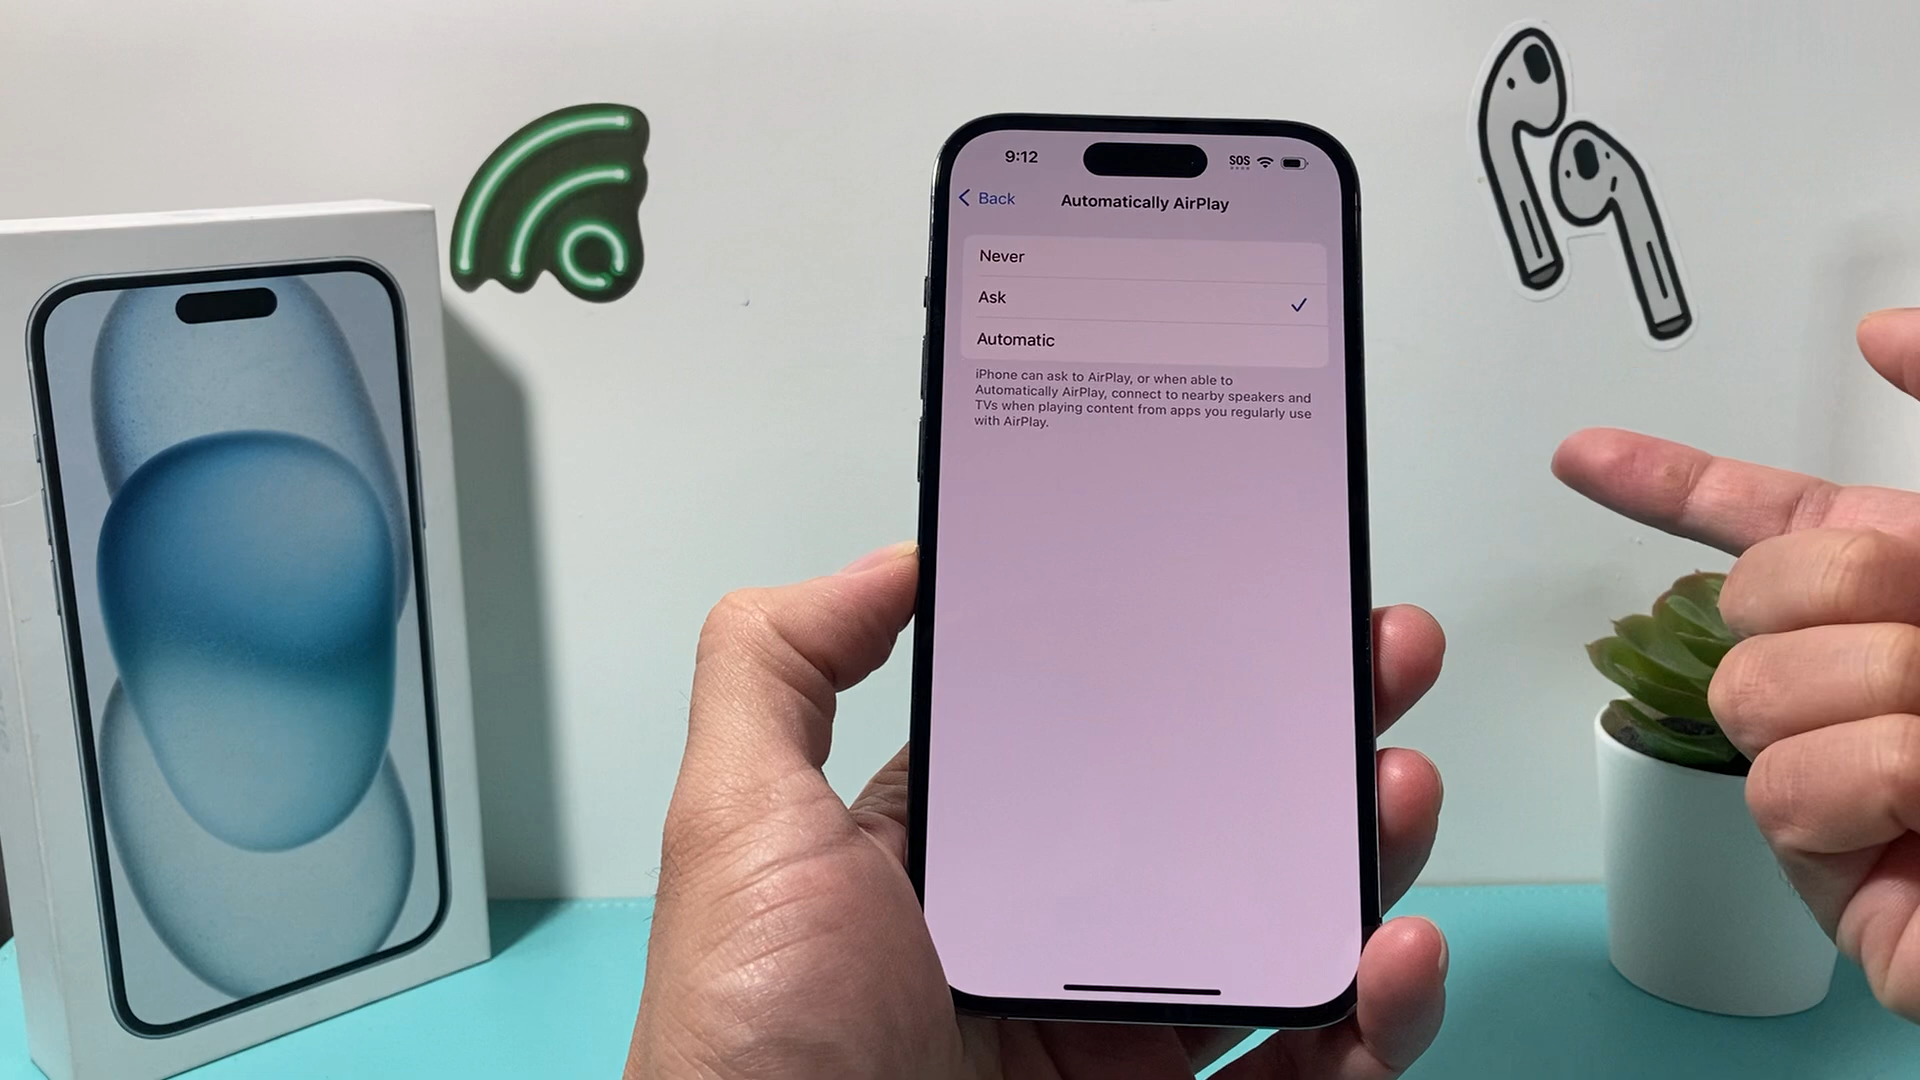 9:12 SOS
Back Automatically AirPlay
Never
Ask
Automatic
iPhone can ask to AirPlay, or when able to
Automatically AirPlay, connect to nearby speakers and
TVs when playing content from apps you regularly use
with AirPlay.